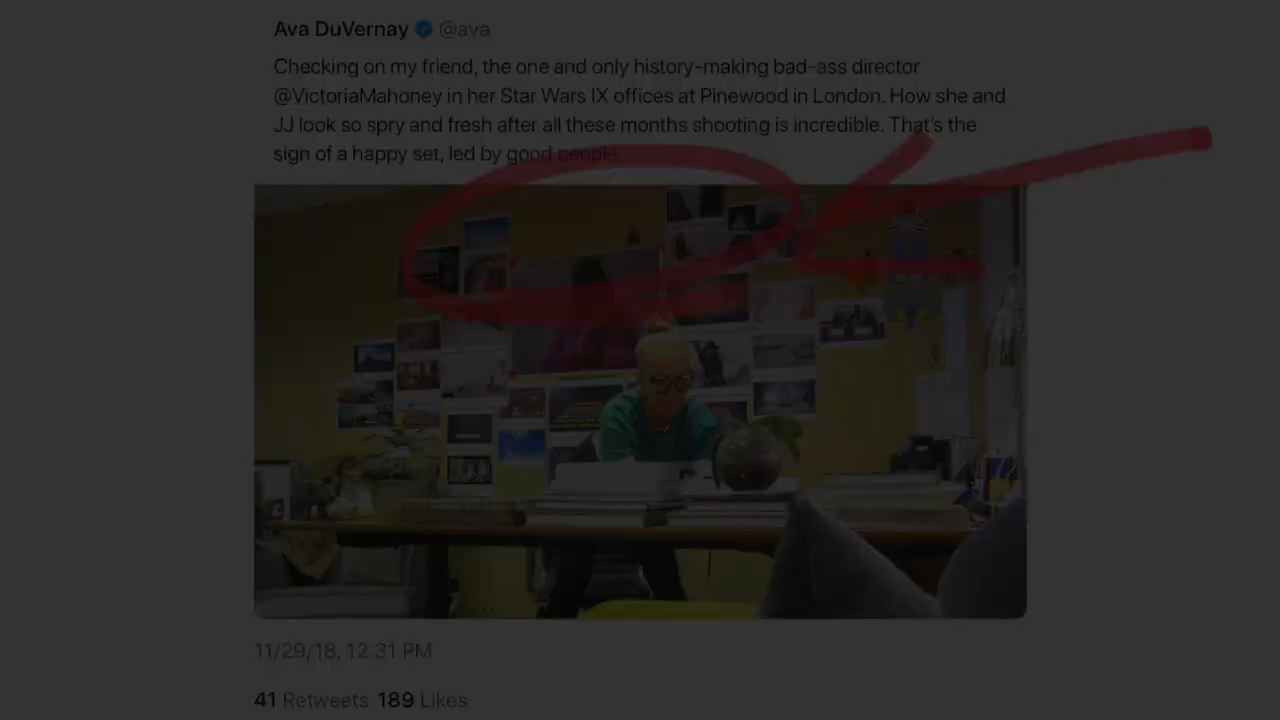 Ava DuVernay @ava
Checking on my friend, the one and only history-making bad-ass director
@VictoriaMahoney in her Star Wars IX offices at Pinewood in London. How she and
JJ look so spry and fresh after all these months shooting is incredible. That's the
sign of a happy set, led by good people
11/29/18, 12:31 PM
41 Retweets 189 Likes